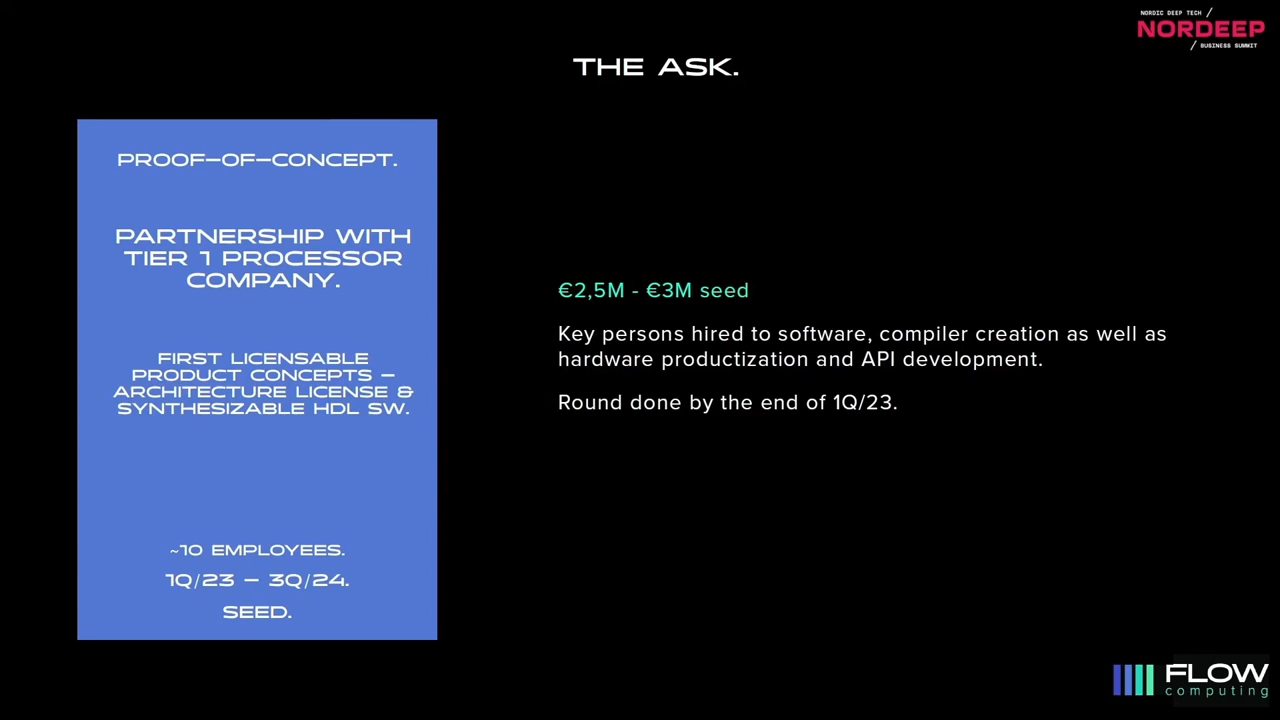 NORDIC DEEP TECH /
NORDEEP
/ BUSINESS SUMMIT
THE ASK.
PROOF-OF-CONCEPT.
PARTNERSHIP WITH
TIER 1 PROCESSOR
COMPANY.
FIRST LICENSABLE
PRODUCT CONCEPTS –
ARCHITECTURE LICENSE &
SYNTHESIZABLE HDL SW.
~10 EMPLOYEES.
1Q/23 – 3Q/24.
SEED.
€2,5M - €3M seed
Key persons hired to software, compiler creation as well as
hardware productization and API development.
Round done by the end of 1Q/23.
FLOW
computing